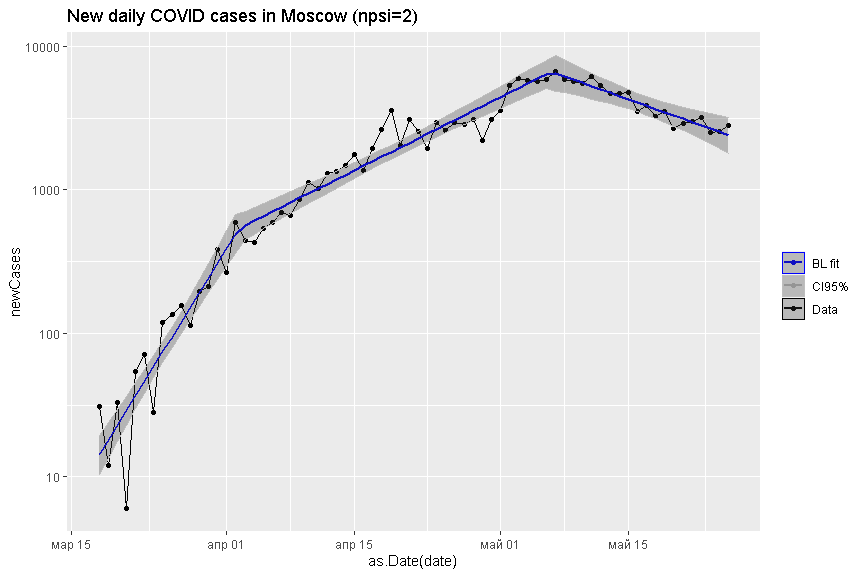 New daily COVID cases in Moscow (npsi=2)
10000
1000
100
10
newCases
мар 15
апр 01
апр 15
май 01
май 15
as.Date(date)
BL fit
CI95%
Data